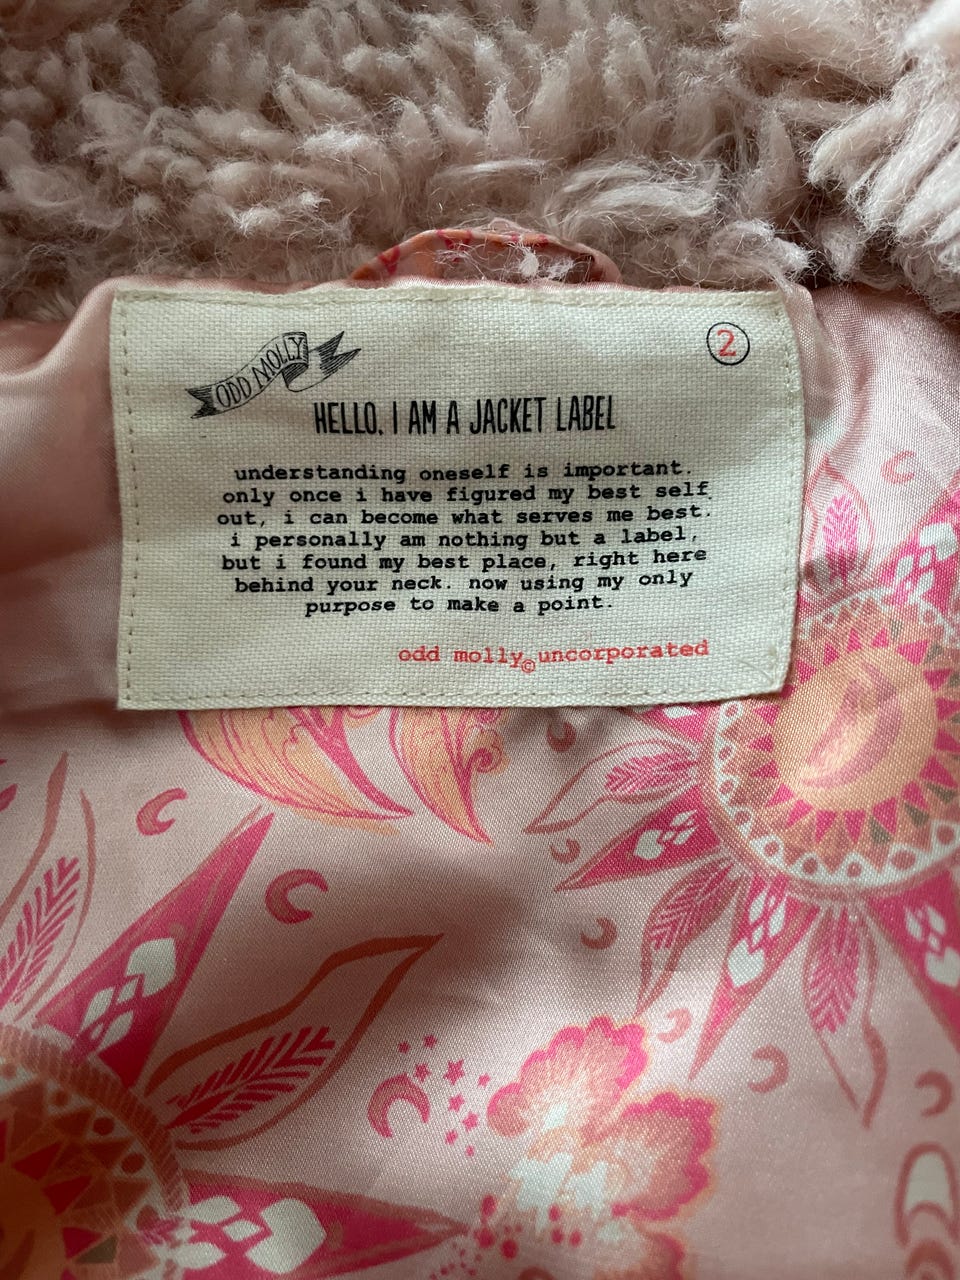 ODD MOLLY
2
HELLO. I AM A JACKET LABEL
understanding oneself is important.
only once i have figured my best self
out, i can become what serves me best.
i personally am nothing but a label,
but i found my best place, right here
behind your neck. now using my only
purpose to make a point.
odd molly©uncorporated